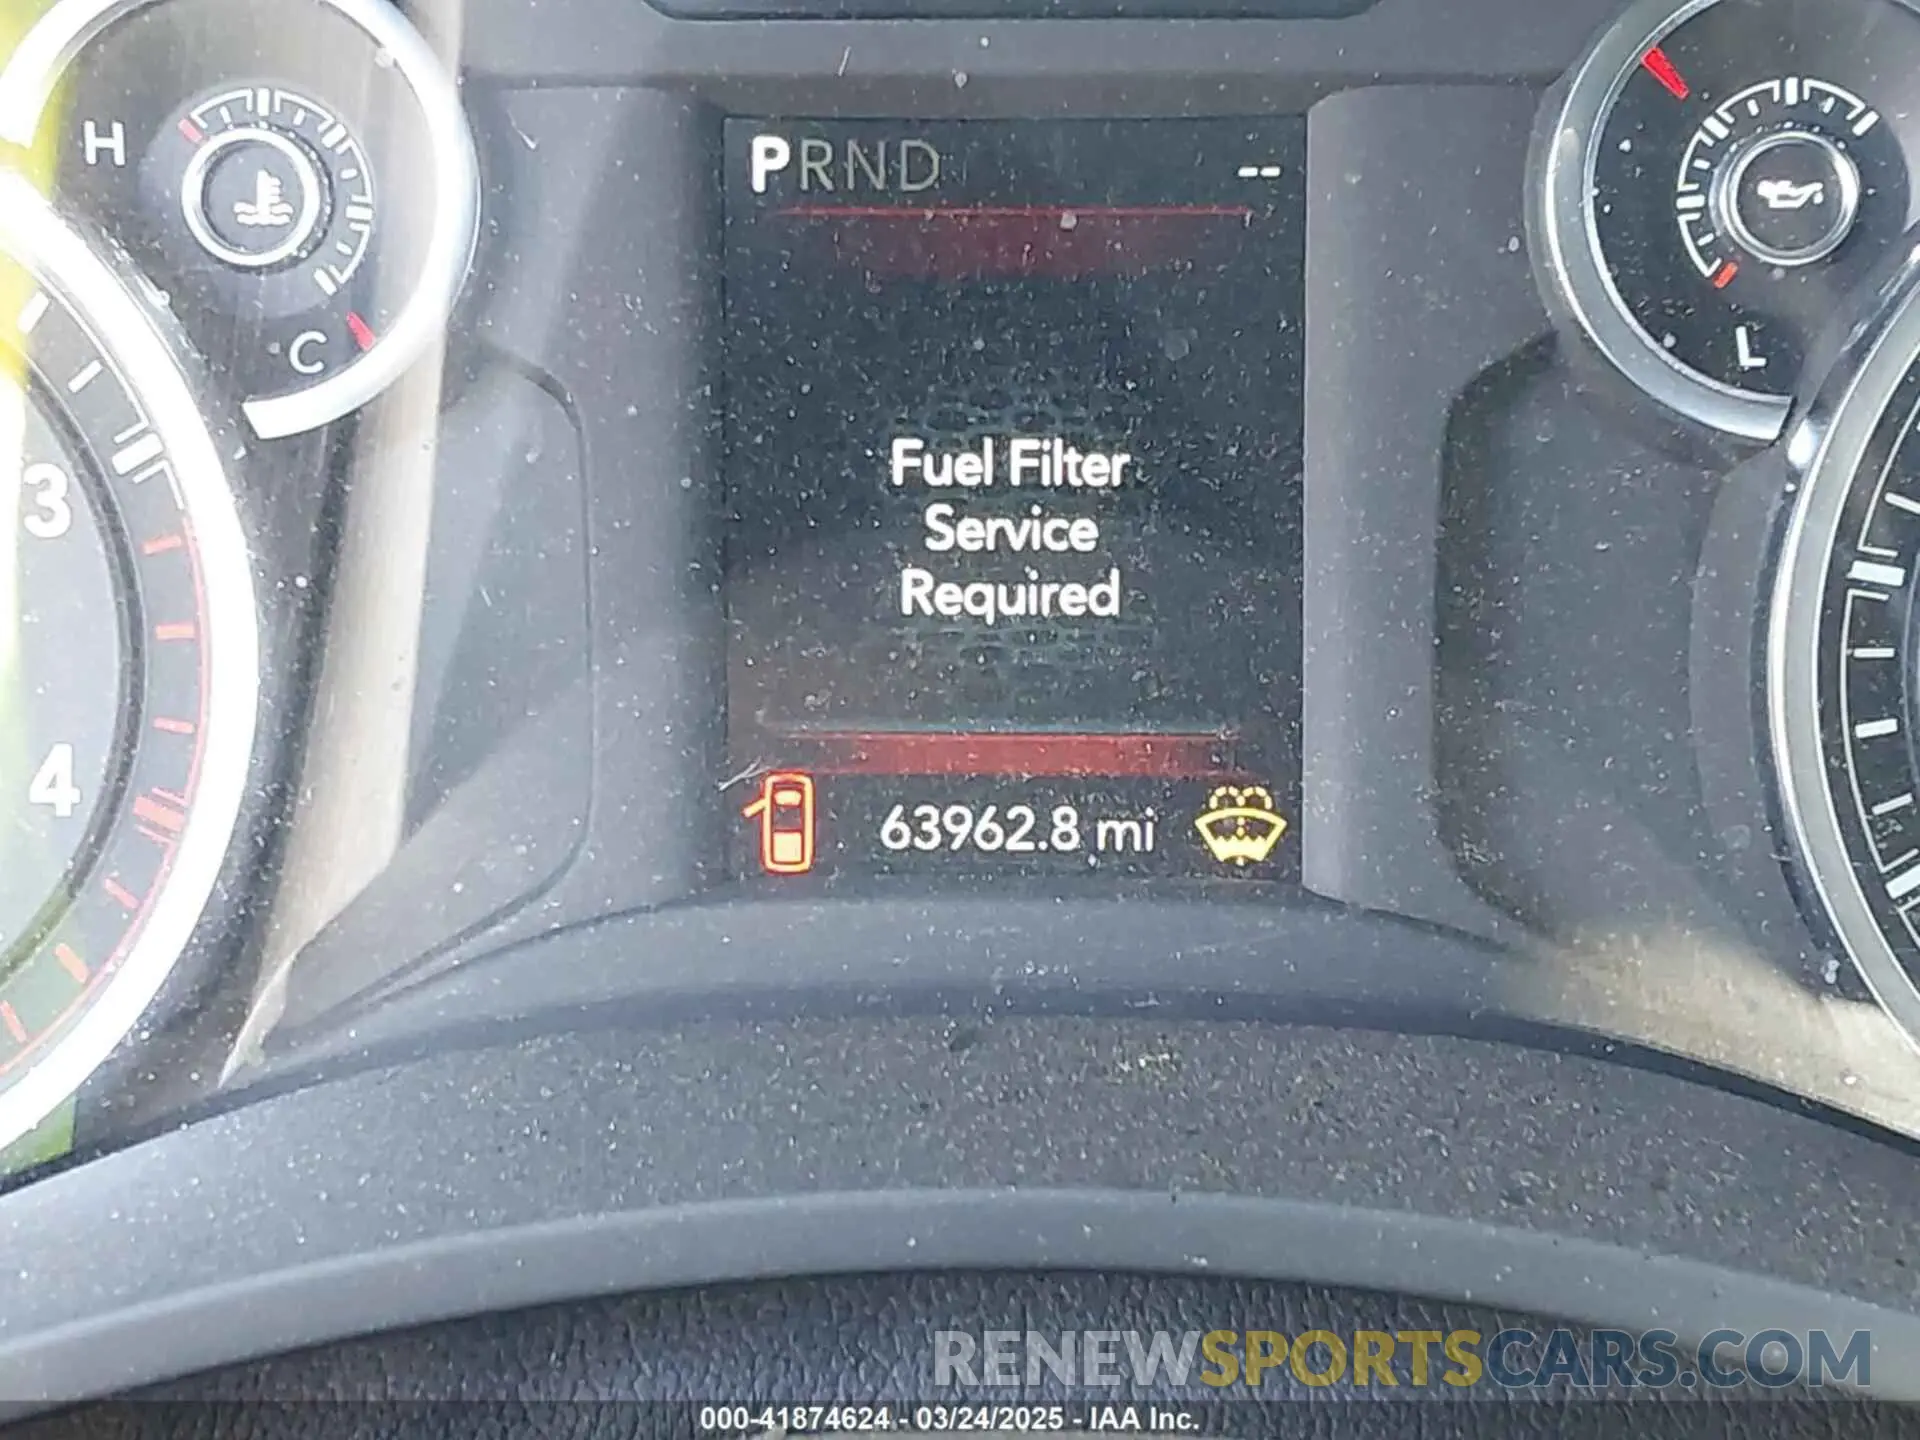 H
PRND
--
C
L
Fuel Filter
Service
Required
3
4
63962.8 mi
RENEWSPORTSCARS.COM
000-41874624 - 03/24/2025 - IAA Inc.